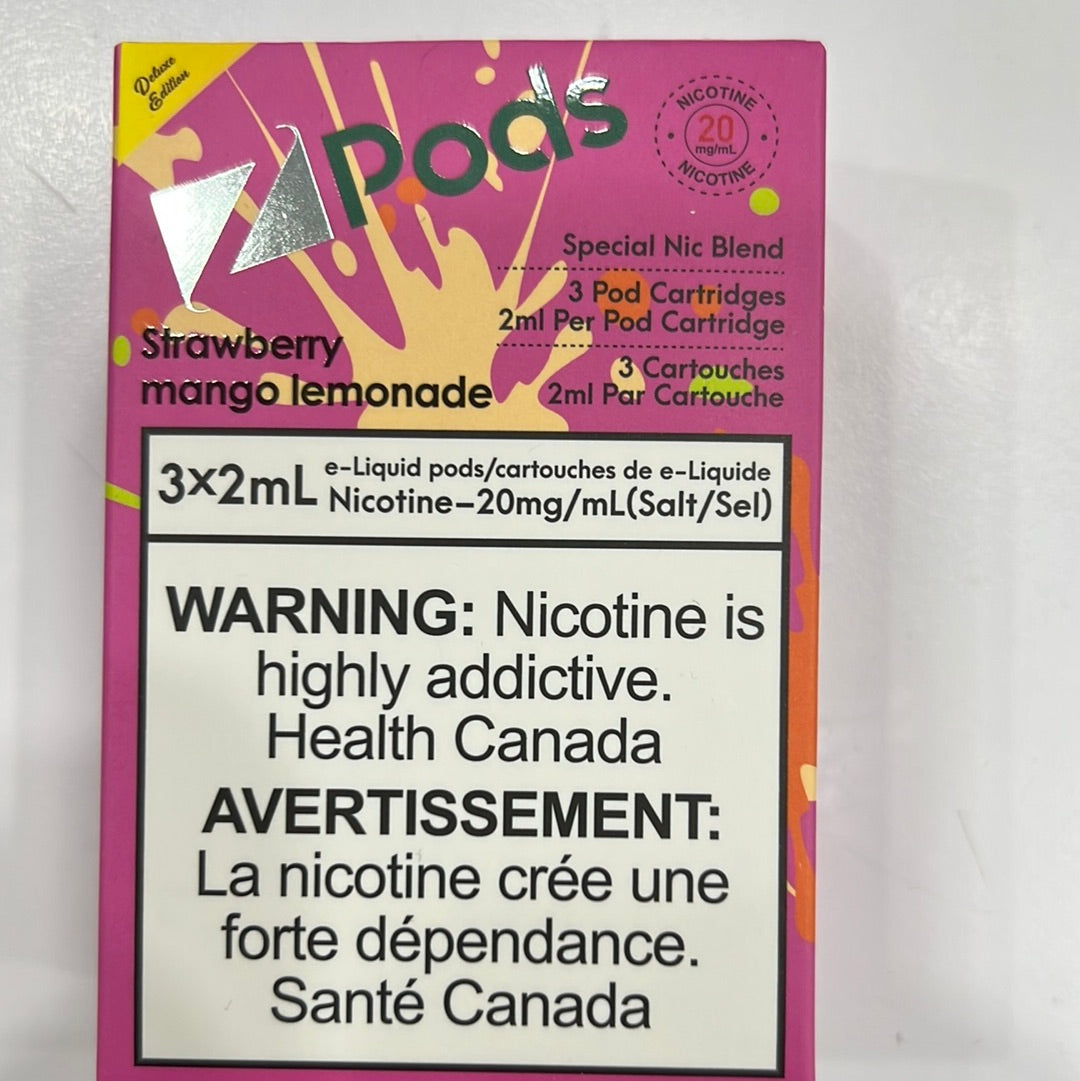 Deluxe
Edition
Z Pods
NICOTINE
20
mg/mL
NICOTINE
Special Nic Blend
3 Pod Cartridges
2ml Per Pod Cartridge
3 Cartouches
2ml Par Cartouche
Strawberry
mango lemonade
3×2mL
e-Liquid pods/cartouches de e-Liquide
Nicotine-20mg/mL(Salt/Sel)
WARNING: Nicotine is
highly addictive.
Health Canada
AVERTISSEMENT:
La nicotine crée une
forte dépendance.
Santé Canada